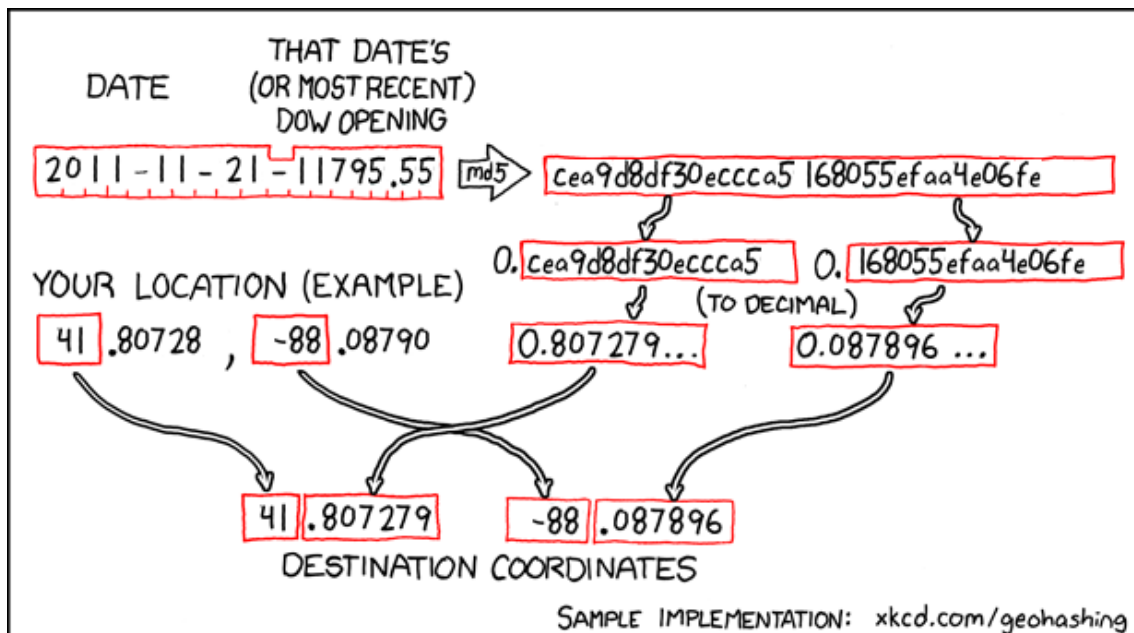 DATE
THAT DATE'S
(OR MOST RECENT)
DOW OPENING
2011-11-21-11795.55
md5
cea9d8df30eccca5 168055efaa4e06fe
0.cea9d8df30eccca5
0.168055efaa4e06fe
(TO DECIMAL)
YOUR LOCATION (EXAMPLE)
41.80728, -88.08790
0.807279...
0.087896 ...
41.807279
-88.087896
DESTINATION COORDINATES
SAMPLE IMPLEMENTATION: xkcd.com/geohashing